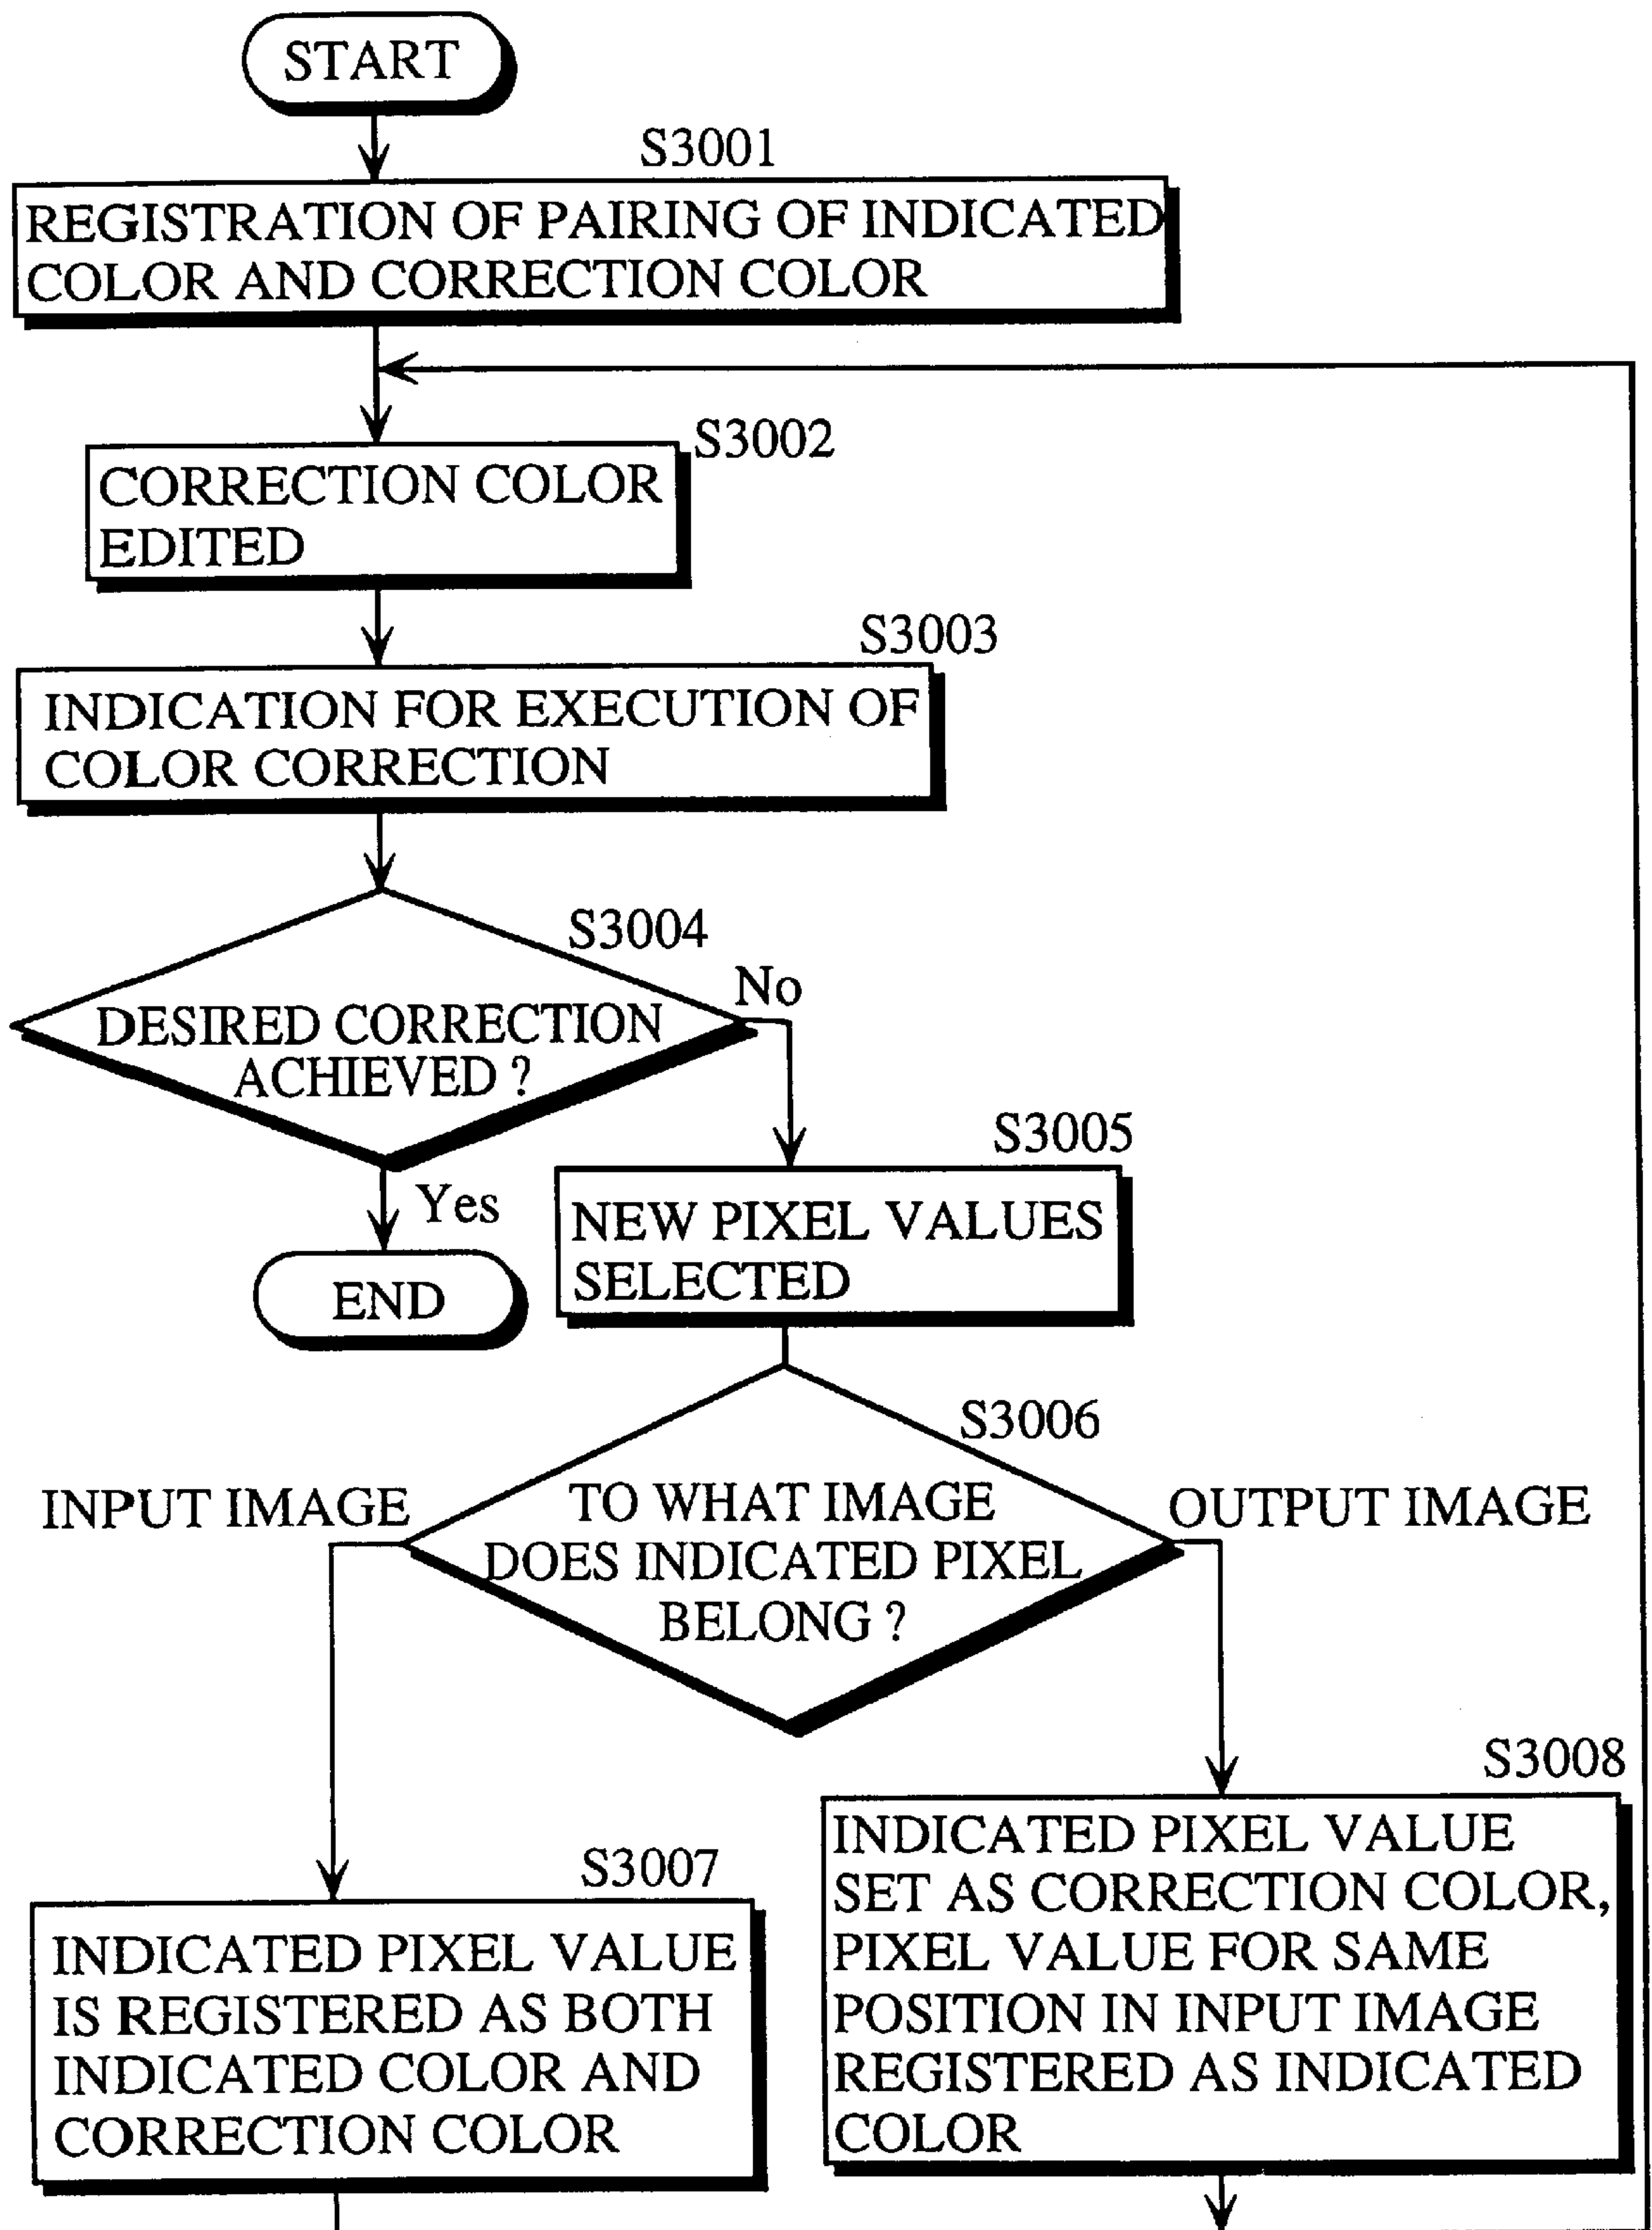 START
S3001
REGISTRATION OF PAIRING OF INDICATED
COLOR AND CORRECTION COLOR
S3002
CORRECTION COLOR
EDITED
S3003
INDICATION FOR EXECUTION OF
COLOR CORRECTION
S3004
DESIRED CORRECTION
ACHIEVED ?
No
Yes
END
S3005
NEW PIXEL VALUES
SELECTED
S3006
TO WHAT IMAGE
DOES INDICATED PIXEL
BELONG ?
INPUT IMAGE
OUTPUT IMAGE
S3007
INDICATED PIXEL VALUE
IS REGISTERED AS BOTH
INDICATED COLOR AND
CORRECTION COLOR
S3008
INDICATED PIXEL VALUE
SET AS CORRECTION COLOR,
PIXEL VALUE FOR SAME
POSITION IN INPUT IMAGE
REGISTERED AS INDICATED
COLOR